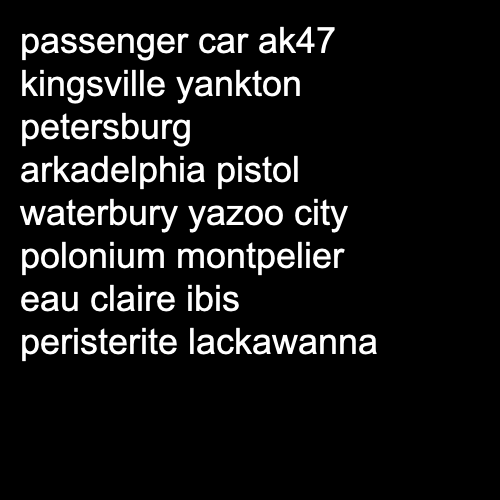 passenger car ak47
kingsville yankton
petersburg
arkadelphia pistol
waterbury yazoo city
polonium montpelier
eau claire ibis
peristerite lackawanna